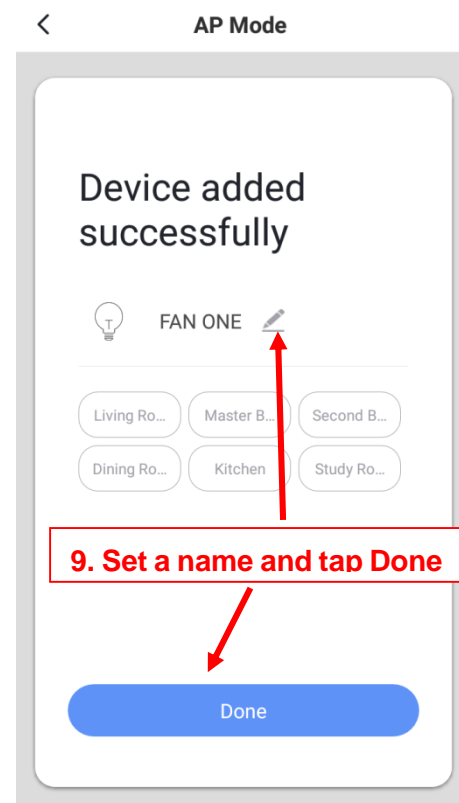 AP Mode
Device added
successfully
T
FAN ONE
Living Ro... Master B... Second B...
Dining Ro... Kitchen Study Ro...
9. Set a name and tap Done
Done